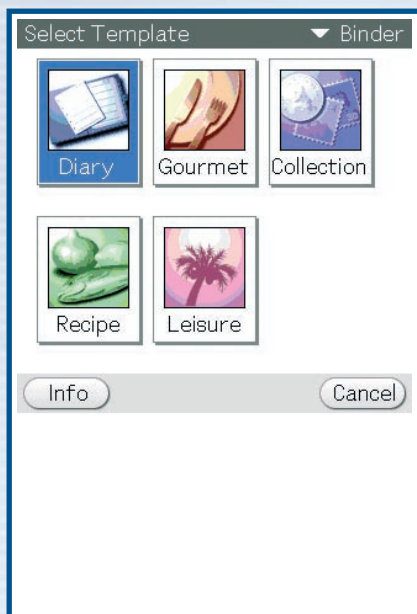 Select Template
Binder
Diary
Gourmet
Collection
Recipe
Leisure
Info
Cancel